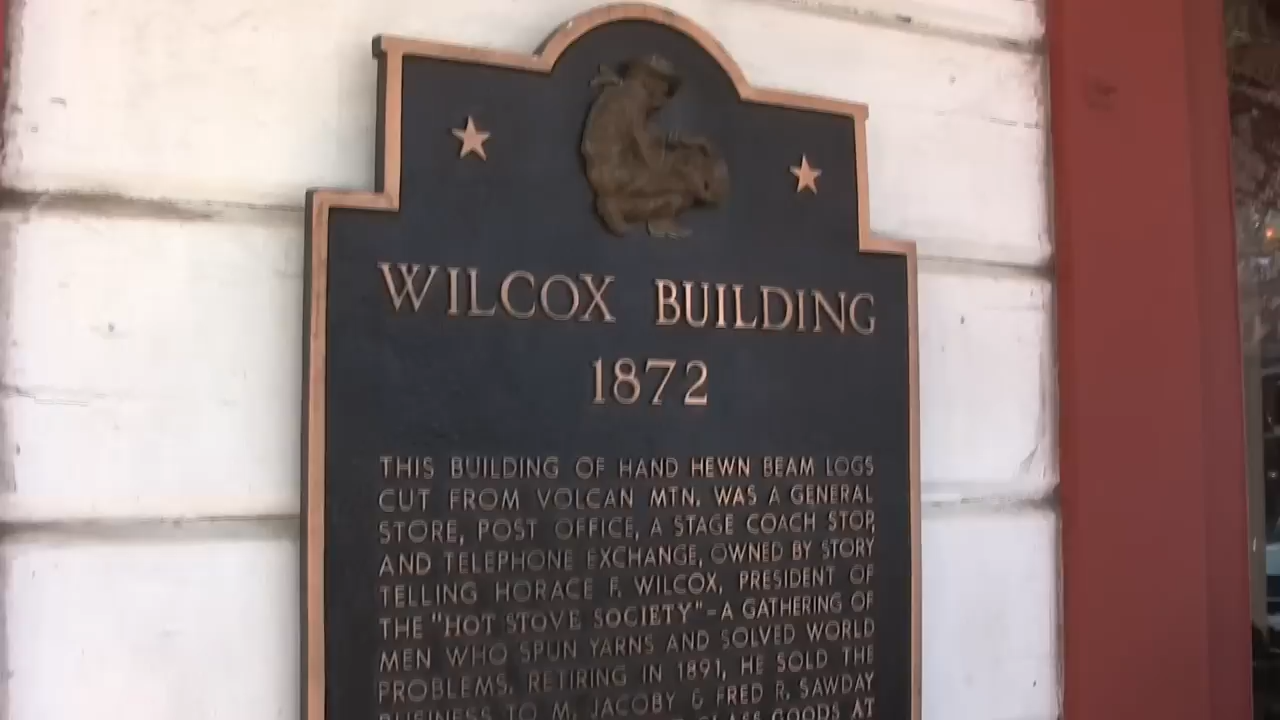 WILCOX BUILDING
1872
THIS BUILDING OF HAND HEWN BEAM LOGS
CUT FROM VOLCAN MTN. WAS A GENERAL
STORE, POST OFFICE, A STAGE COACH STOP,
AND TELEPHONE EXCHANGE, OWNED BY STORY
TELLING HORACE F. WILCOX, PRESIDENT OF
THE "HOT STOVE SOCIETY"-A GATHERING OF
MEN WHO SPUN YARNS AND SOLVED WORLD
PROBLEMS. RETIRING IN 1891, HE SOLD THE
BUSINESS TO M. JACOBY & FRED R. SAWDAY
CLASS GOODS AT